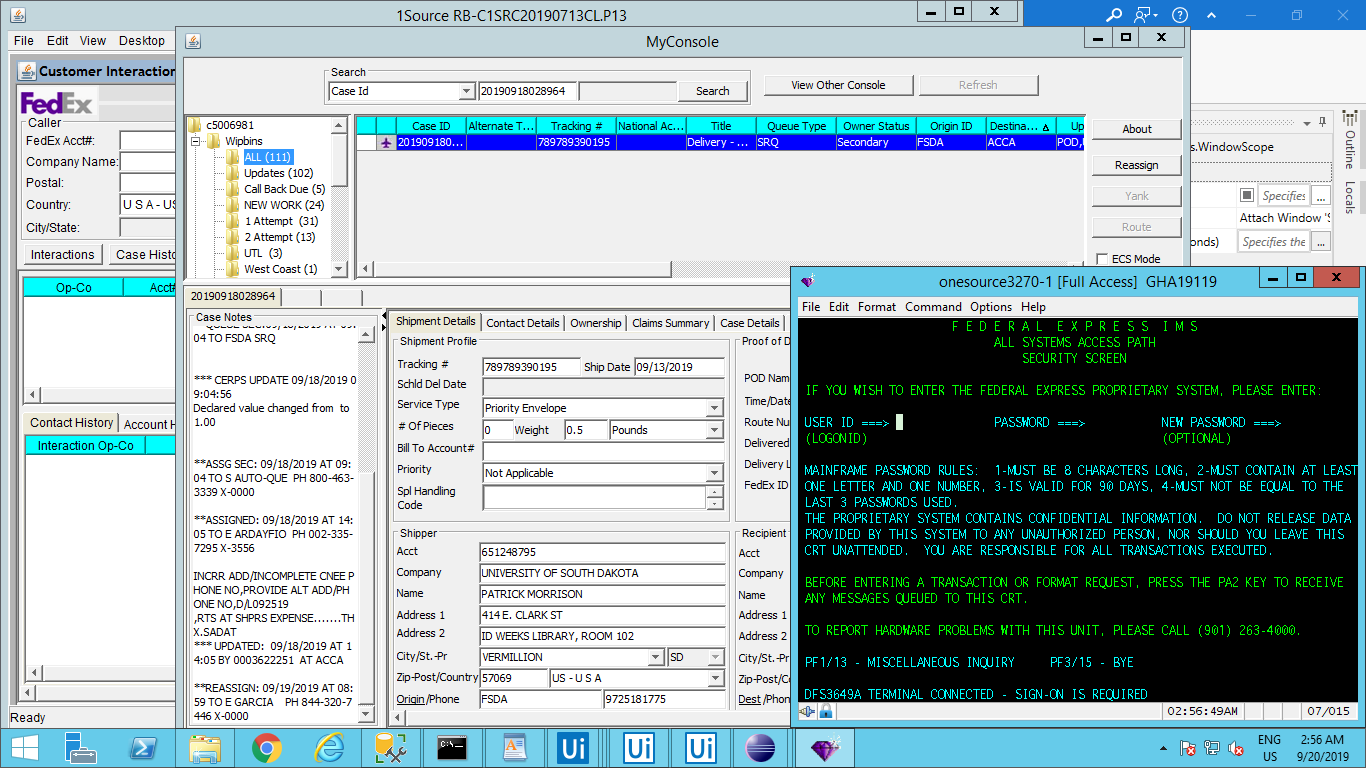 1Source RB-C1SRC20190713CL.P13
File Edit View Desktop
MyConsole
Customer Interaction
FedEx
Caller
FedEx Acct#:
Company Name:
Postal:
Country:
U S A - US
City/State:
Interactions
Case Histo
Op-Co
Acct#
Contact History
Account H
Interaction Op-Co
Ready
Search
Case Id
20190918028964
Search
View Other Console
Refresh
c5006981
Wipbins
ALL (111)
Updates (102)
Call Back Due (5)
NEW WORK (24)
1 Attempt (31)
2 Attempt (13)
UTL (3)
West Coast (1)
Case ID Alternate T... Tracking # National Ac... Title Queue Type Owner Status Origin ID Destina... Up
201909180... 789789390195 Delivery - ... SRQ Secondary FSDA ACCA POD,
About
Reassign
Yank
Route
ECS Mode
20190918028964
Case Notes
04 TO FSDA SRQ
*** CERPS UPDATE 09/18/2019 0
9:04:56
Declared value changed from to
1.00
**ASSG SEC: 09/18/2019 AT 09:
04 TO S AUTO-QUE PH 800-463-
3339 X-0000
**ASSIGNED: 09/18/2019 AT 14:
05 TO E ARDAYFIO PH 002-335-
7295 X-3556
INCRR ADD/INCOMPLETE CNEE P
HONE NO,PROVIDE ALT ADD/PH
ONE NO,D/L092519
,RTS AT SHPRS EXPENSE.......TH
X.SADAT
*** UPDATED: 09/18/2019 AT 1
4:05 BY 0003622251 AT ACCA
**REASSIGN: 09/19/2019 AT 08:
59 TO E GARCIA PH 844-320-7
446 X-0000
Shipment Details
Contact Details
Ownership
Claims Summary
Case Details
Shipment Profile
Tracking #
789789390195
Ship Date
09/13/2019
Schld Del Date
Service Type
Priority Envelope
# Of Pieces
0
Weight
0.5
Pounds
Bill To Account#
Priority
Not Applicable
Spl Handling
Code
Shipper
Acct
651248795
Company
UNIVERSITY OF SOUTH DAKOTA
Name
PATRICK MORRISON
Address 1
414 E. CLARK ST
Address 2
ID WEEKS LIBRARY, ROOM 102
City/St.-Pr
VERMILLION
SD
Zip-Post/Country
57069
US - U S A
Origin/Phone
FSDA
9725181775
Proof of D
POD Nam
Time/Date
Route Nu
Delivered
Delivery L
FedEx ID
Recipient
Acct
Company
Name
Address 1
Address 2
City/St.-Pr
Zip-Post/
Dest /Phon
s.WindowScope
Specifies
...
Attach Window 'S
onds)
Specifies the
...
Outline
Locals
onesource3270-1 [Full Access] GHA19119
File Edit Format Command Options Help
F E D E R A L E X P R E S S I M S
ALL SYSTEMS ACCESS PATH
SECURITY SCREEN
IF YOU WISH TO ENTER THE FEDERAL EXPRESS PROPRIETARY SYSTEM, PLEASE ENTER:
USER ID ===> PASSWORD ===> NEW PASSWORD ===>
(LOGONID) (OPTIONAL)
MAINFRAME PASSWORD RULES: 1-MUST BE 8 CHARACTERS LONG, 2-MUST CONTAIN AT LEAST
ONE LETTER AND ONE NUMBER, 3-IS VALID FOR 90 DAYS, 4-MUST NOT BE EQUAL TO THE
LAST 3 PASSWORDS USED.
THE PROPRIETARY SYSTEM CONTAINS CONFIDENTIAL INFORMATION. DO NOT RELEASE DATA
PROVIDED BY THIS SYSTEM TO ANY UNAUTHORIZED PERSON, NOR SHOULD YOU LEAVE THIS
CRT UNATTENDED. YOU ARE RESPONSIBLE FOR ALL TRANSACTIONS EXECUTED.
BEFORE ENTERING A TRANSACTION OR FORMAT REQUEST, PRESS THE PA2 KEY TO RECEIVE
ANY MESSAGES QUEUED TO THIS CRT.
TO REPORT HARDWARE PROBLEMS WITH THIS UNIT, PLEASE CALL (901) 263-4000.
PF1/13 - MISCELLANEOUS INQUIRY PF3/15 - BYE
DFS3649A TERMINAL CONNECTED - SIGN-ON IS REQUIRED
02:56:49AM
07/015
Ui
Ui
Ui
ENG
US
2:56 AM
9/20/2019